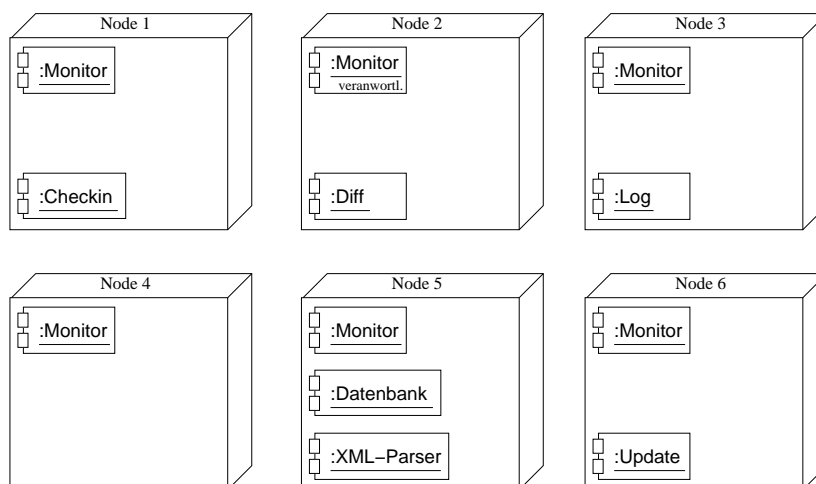 Node 1
:Monitor
:Checkin
Node 2
:Monitor
veranwortl.
:Diff
Node 3
:Monitor
:Log
Node 4
:Monitor
Node 5
:Monitor
:Datenbank
:XML−Parser
Node 6
:Monitor
:Update